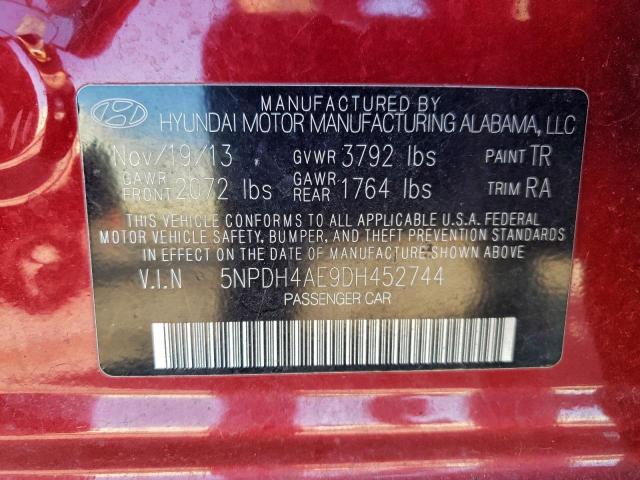 MANUFACTURED BY
HYUNDAI MOTOR MANUFACTURING ALABAMA, LLC
Nov/19/13 GVWR 3792 lbs PAINT TR
GAWR FRONT 2072 lbs GAWR REAR 1764 lbs TRIM RA
THIS VEHICLE CONFORMS TO ALL APPLICABLE U.S.A. FEDERAL
MOTOR VEHICLE SAFETY, BUMPER, AND THEFT PREVENTION STANDARDS
IN EFFECT ON THE DATE OF MANUFACTURE SHOWN ABOVE.
V.I.N 5NPDH4AE9DH452744
PASSENGER CAR